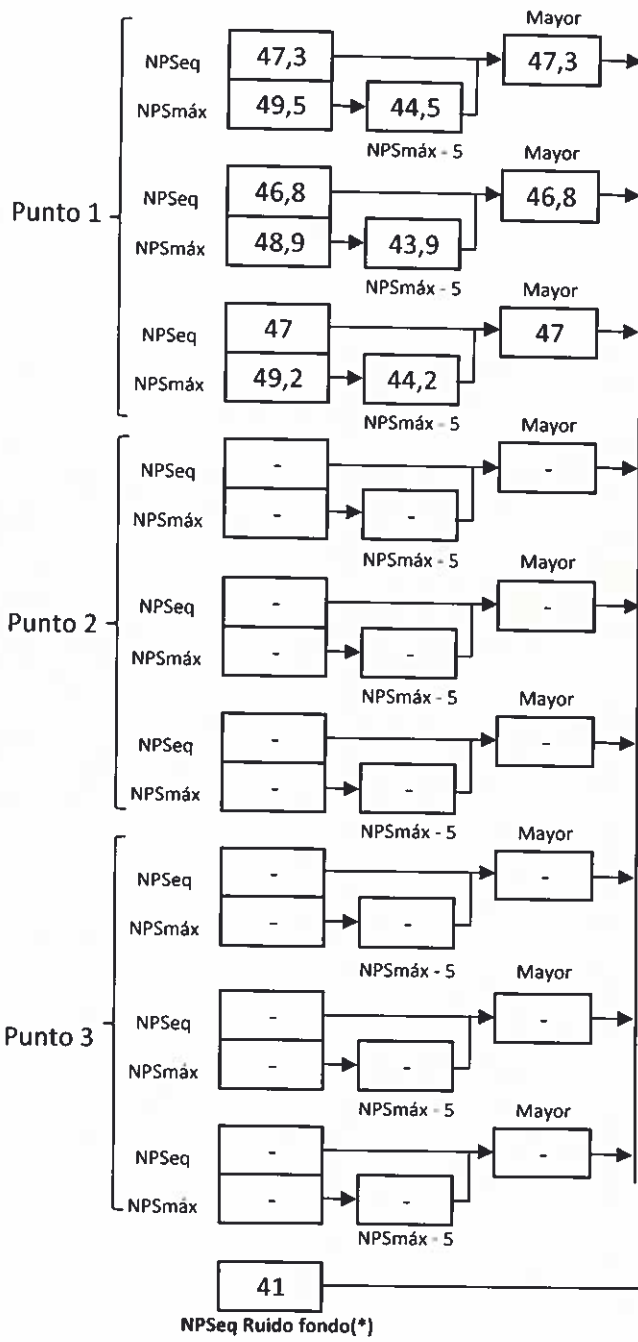 Mayor
NPSeq 47,3 47,3
NPSmáx 49,5 44,5
NPSmáx - 5
Mayor
Punto 1 NPSeq 46,8 46,8
NPSmáx 48,9 43,9
NPSmáx - 5
Mayor
NPSeq 47 47
NPSmáx 49,2 44,2
NPSmáx - 5
Mayor
NPSeq - -
NPSmáx - -
NPSmáx - 5
Mayor
Punto 2 NPSeq - -
NPSmáx - -
NPSmáx - 5
Mayor
NPSeq - -
NPSmáx - -
NPSmáx - 5
Mayor
NPSeq - -
NPSmáx - -
NPSmáx - 5
Mayor
Punto 3 NPSeq - -
NPSmáx - -
NPSmáx - 5
Mayor
NPSeq - -
NPSmáx - -
NPSmáx - 5
41
NPSeq Ruido fondo(*)